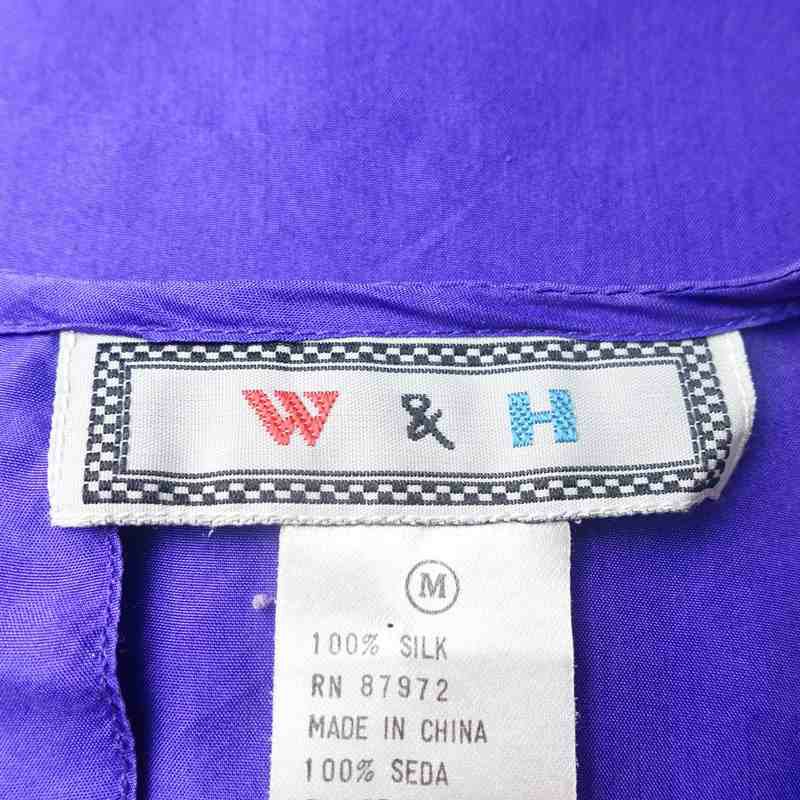 W & H
M
100% SILK
RN 87972
MADE IN CHINA
100% SEDA